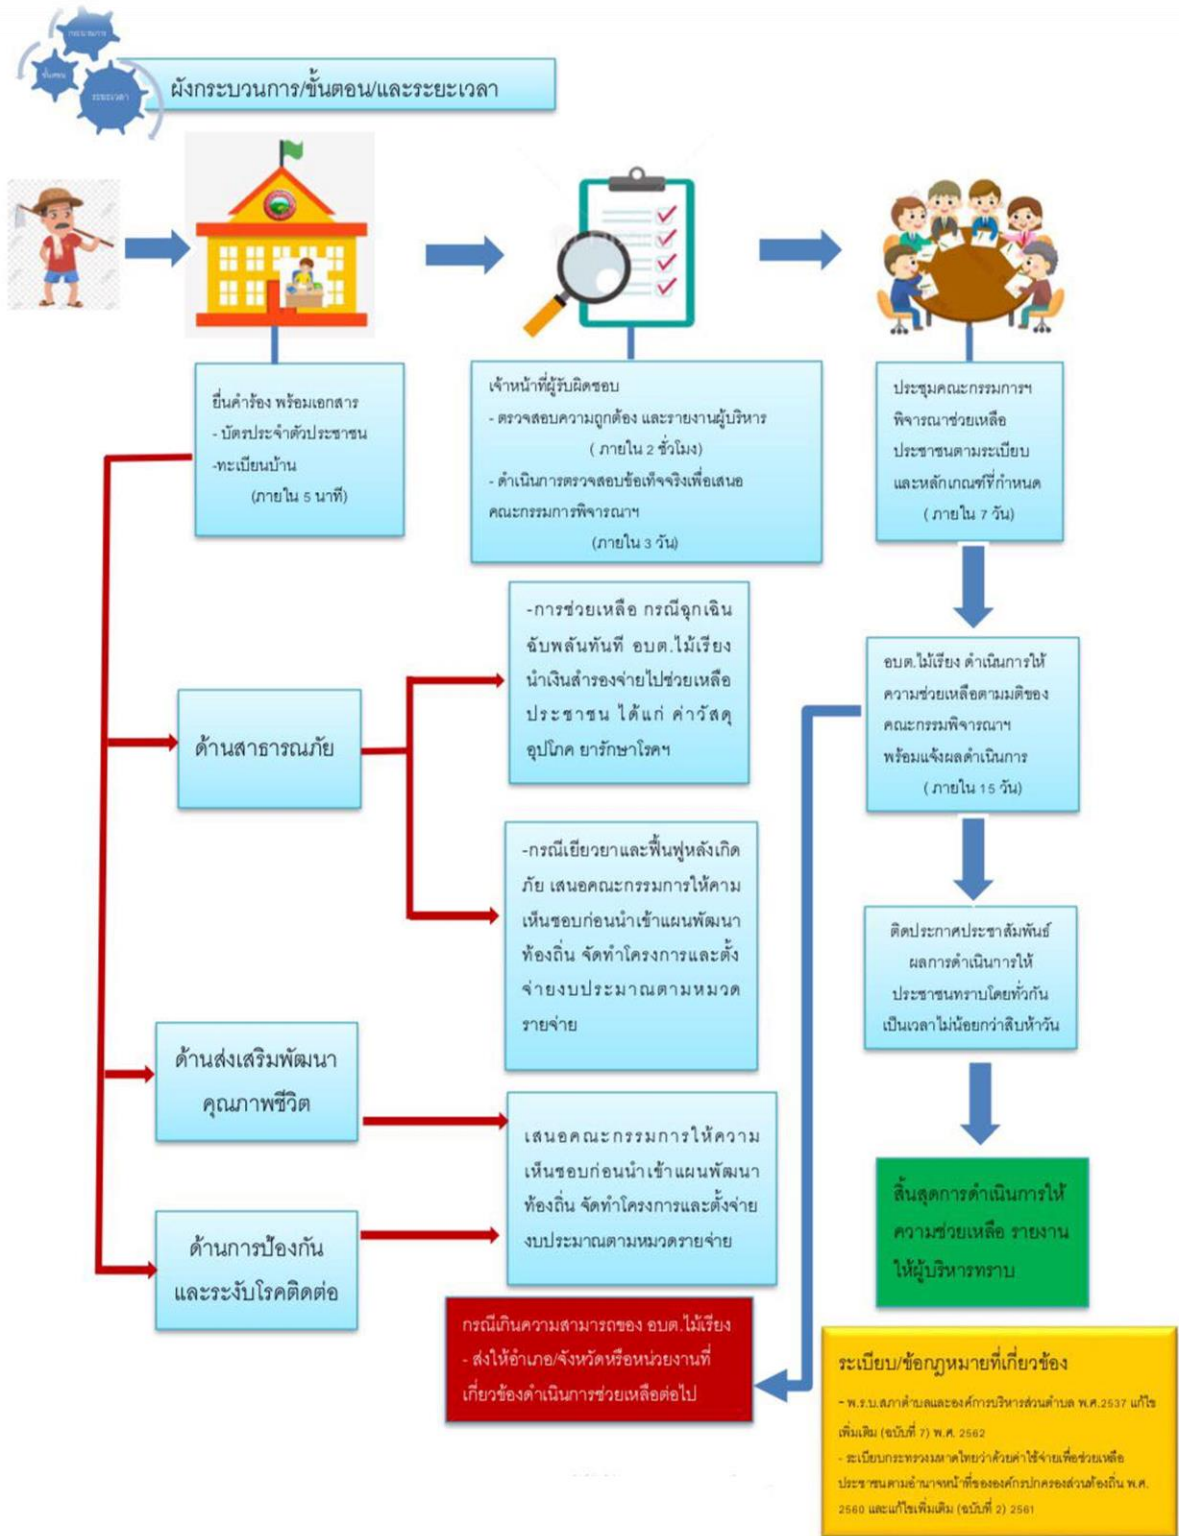 กระบวนการ
ขั้นตอน
ระยะเวลา
ผังกระบวนการ/ขั้นตอน/และระยะเวลา
ยื่นคำร้อง พร้อมเอกสาร
- บัตรประจำตัวประชาชน
-ทะเบียนบ้าน
(ภายใน 5 นาที)
เจ้าหน้าที่ผู้รับผิดชอบ
- ตรวจสอบความถูกต้อง และรายงานผู้บริหาร
( ภายใน 2 ชั่วโมง)
- ดำเนินการตรวจสอบข้อเท็จจริงเพื่อเสนอ
คณะกรรมการพิจารณาฯ
(ภายใน 3 วัน)
ประชุมคณะกรรมการฯ
พิจารณาช่วยเหลือ
ประชาชนตามระเบียบ
และหลักเกณฑ์ที่กำหนด
( ภายใน 7 วัน)
อบต.ไม้เรียง ดำเนินการให้
ความช่วยเหลือตามมติของ
คณะกรรมพิจารณาฯ
พร้อมแจ้งผลดำเนินการ
( ภายใน 15 วัน)
ติดประกาศประชาสัมพันธ์
ผลการดำเนินการให้
ประชาชนทราบโดยทั่วกัน
เป็นเวลาไม่น้อยกว่าสิบห้าวัน
สิ้นสุดการดำเนินการให้
ความช่วยเหลือ รายงาน
ให้ผู้บริหารทราบ
ด้านสาธารณภัย
-การช่วยเหลือ กรณีฉุกเฉิน
ฉับพลันทันที อบต.ไม้เรียง
นำเงินสำรองจ่ายไปช่วยเหลือ
ประชาชน ได้แก่ ค่าวัสดุ
อุปโภค ยารักษาโรคฯ
-กรณีเยียวยาและฟื้นฟูหลังเกิด
ภัย เสนอคณะกรรมการให้คาม
เห็นชอบก่อนนำเข้าแผนพัฒนา
ท้องถิ่น จัดทำโครงการและตั้ง
จ่ายงบประมาณตามหมวด
รายจ่าย
ด้านส่งเสริมพัฒนา
คุณภาพชีวิต
ด้านการป้องกัน
และระงับโรคติดต่อ
เสนอคณะกรรมการให้ความ
เห็นชอบก่อนนำเข้าแผนพัฒนา
ท้องถิ่น จัดทำโครงการและตั้งจ่าย
งบประมาณตามหมวดรายจ่าย
กรณีเกินความสามารถของ อบต.ไม้เรียง
- ส่งให้อำเภอ/จังหวัดหรือหน่วยงานที่
เกี่ยวข้องดำเนินการช่วยเหลือต่อไป
ระเบียบ/ข้อกฎหมายที่เกี่ยวข้อง
- พ.ร.บ.สภาตำบลและองค์การบริหารส่วนตำบล พ.ศ.2537 แก้ไข
เพิ่มเติม (ฉบับที่ 7) พ.ศ. 2562
- ระเบียบกระทรวงมหาดไทยว่าด้วยค่าใช้จ่ายเพื่อช่วยเหลือ
ประชาชนตามอำนาจหน้าที่ขององค์กรปกครองส่วนท้องถิ่น พ.ศ.
2560 และแก้ไขเพิ่มเติม (ฉบับที่ 2) 2561